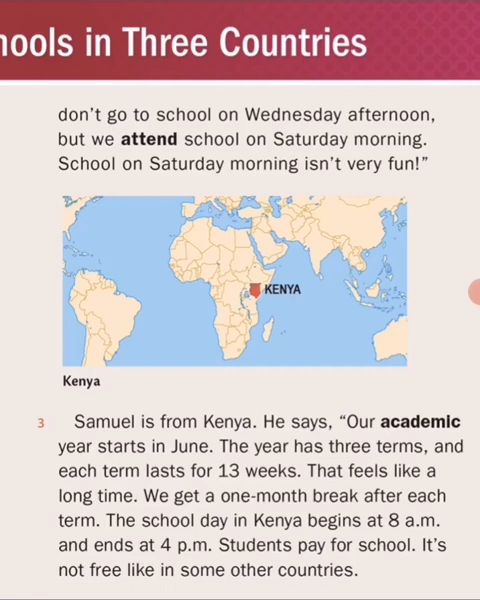 hools in Three Countries
don't go to school on Wednesday afternoon,
but we attend school on Saturday morning.
School on Saturday morning isn't very fun!"
KENYA
Kenya
3 Samuel is from Kenya. He says, "Our academic
year starts in June. The year has three terms, and
each term lasts for 13 weeks. That feels like a
long time. We get a one-month break after each
term. The school day in Kenya begins at 8 a.m.
and ends at 4 p.m. Students pay for school. It's
not free like in some other countries.